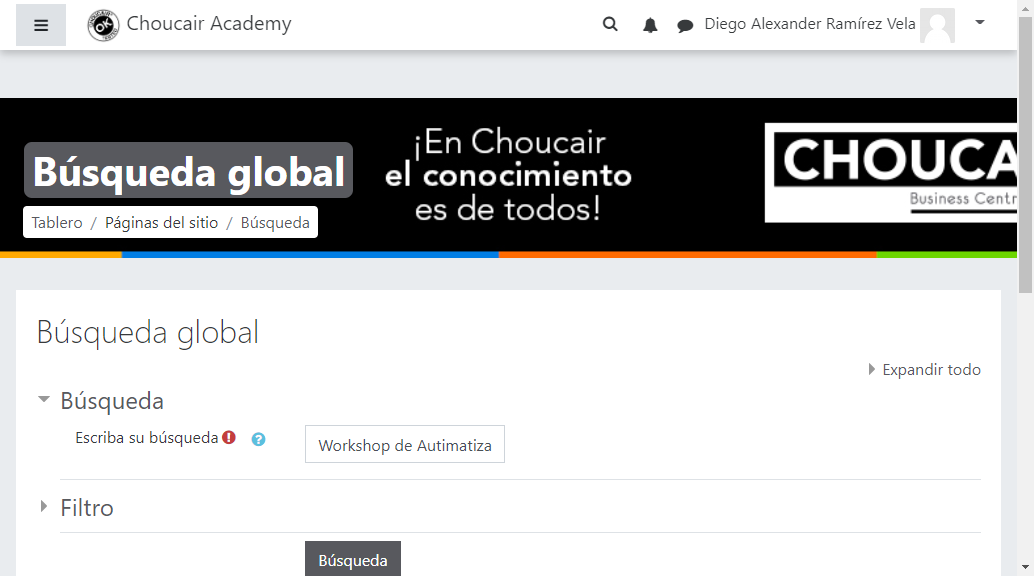 Choucair Academy
Diego Alexander Ramírez Vela
¡En Choucair
el conocimiento
es de todos!
CHOUCA
Business Centr
Búsqueda global
Tablero / Páginas del sitio / Búsqueda
Búsqueda global
Expandir todo
Búsqueda
Escriba su búsqueda
Workshop de Autimatiza
Filtro
Búsqueda